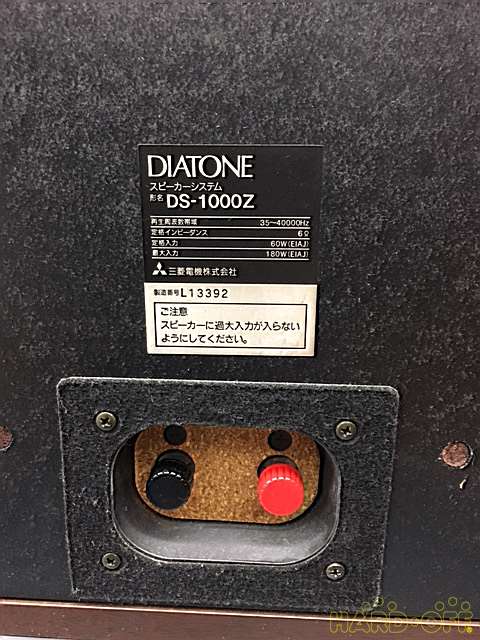 DIATONE
スピーカーシステム
形名 DS-1000Z
再生周波数帯域 35〜40000Hz
定格インピーダンス 6Ω
定格入力 60W(EIAJ)
最大入力 180W(EIAJ)
三菱電機株式会社
製造番号 L13392
ご注意
スピーカーに過大入力が入らない
ようにしてください。
HARD-OFF